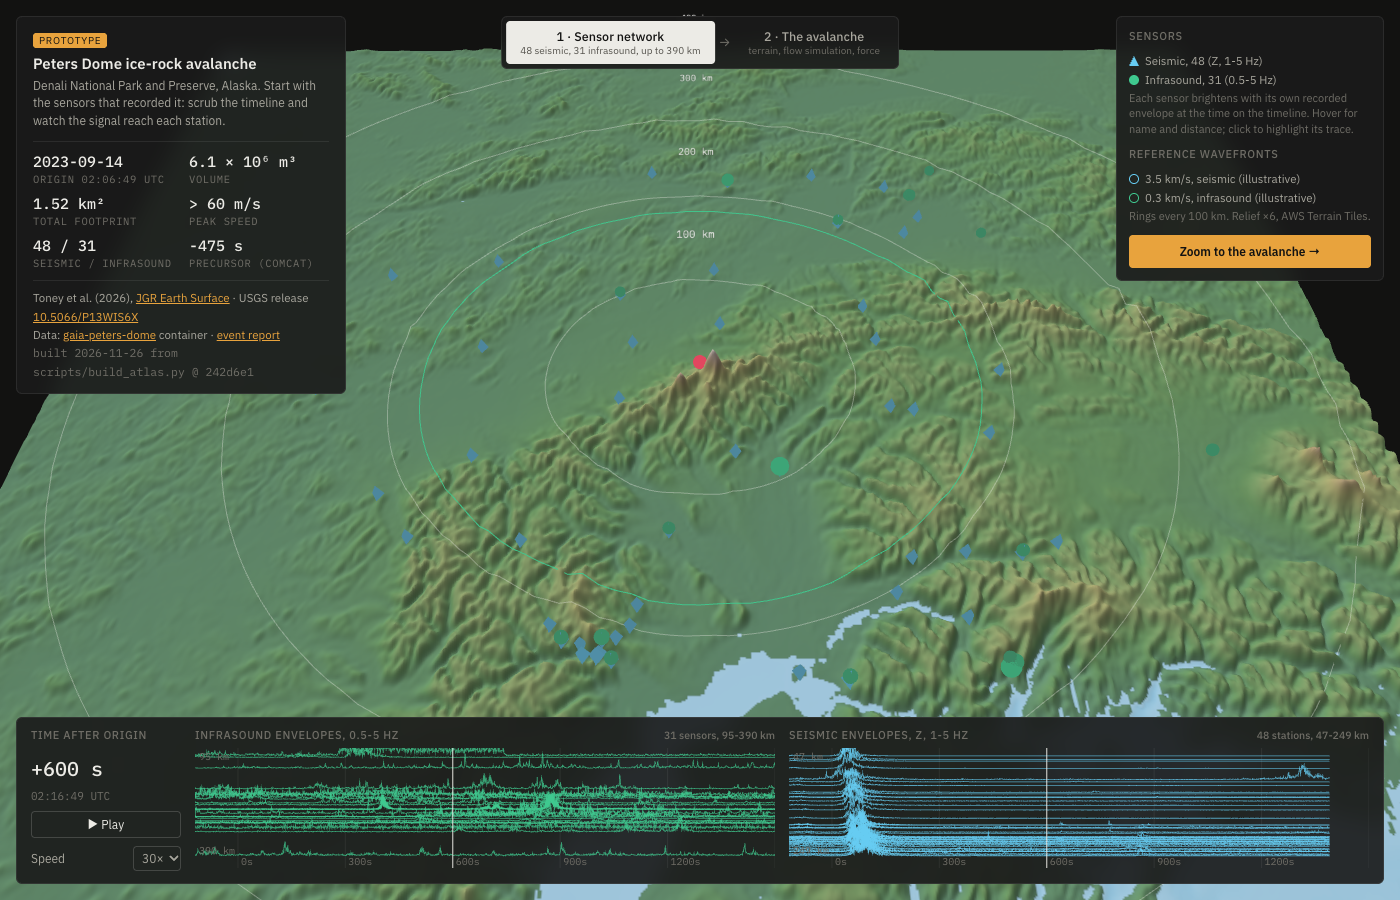 PROTOTYPE
Peters Dome ice-rock avalanche
Denali National Park and Preserve, Alaska. Start with
the sensors that recorded it: scrub the timeline and
watch the signal reach each station.
2023-09-14
ORIGIN 02:06:49 UTC
6.1 × 10⁶ m³
VOLUME
1.52 km²
TOTAL FOOTPRINT
> 60 m/s
PEAK SPEED
48 / 31
SEISMIC / INFRASOUND
-475 s
PRECURSOR (COMCAT)
Toney et al. (2026), JGR Earth Surface · USGS release
10.5066/P13WIS6X
Data: gaia-peters-dome container · event report
built 2026-11-26 from
scripts/build_atlas.py @ 242d6e1
1 · Sensor network
48 seismic, 31 infrasound, up to 390 km
→
2 · The avalanche
terrain, flow simulation, force
300 km
200 km
100 km
SENSORS
Seismic, 48 (Z, 1-5 Hz)
Infrasound, 31 (0.5-5 Hz)
Each sensor brightens with its own recorded
envelope at the time on the timeline. Hover for
name and distance; click to highlight its trace.
REFERENCE WAVEFRONTS
3.5 km/s, seismic (illustrative)
0.3 km/s, infrasound (illustrative)
Rings every 100 km. Relief ×6, AWS Terrain Tiles.
Zoom to the avalanche →
TIME AFTER ORIGIN
+600 s
02:16:49 UTC
▶ Play
Speed
30×
INFRASOUND ENVELOPES, 0.5-5 HZ
31 sensors, 95-390 km
95 km
390 km
0s
300s
600s
900s
1200s
SEISMIC ENVELOPES, Z, 1-5 HZ
48 stations, 47-249 km
47 km
0s
300s
600s
900s
1200s